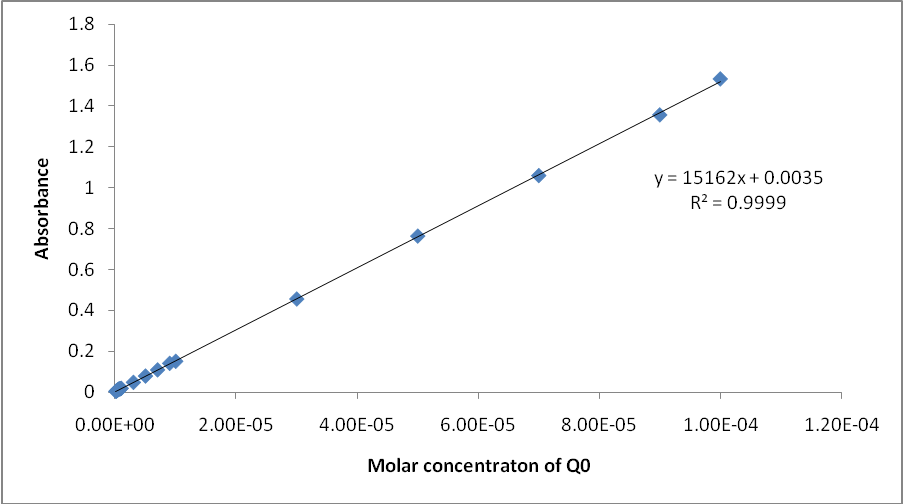 1.8
1.6
1.4
1.2
1
0.8
0.6
0.4
0.2
0
Absorbance
y = 15162x + 0.0035
R² = 0.9999
0.00E+00 2.00E-05 4.00E-05 6.00E-05 8.00E-05 1.00E-04 1.20E-04
Molar concentraton of Q0